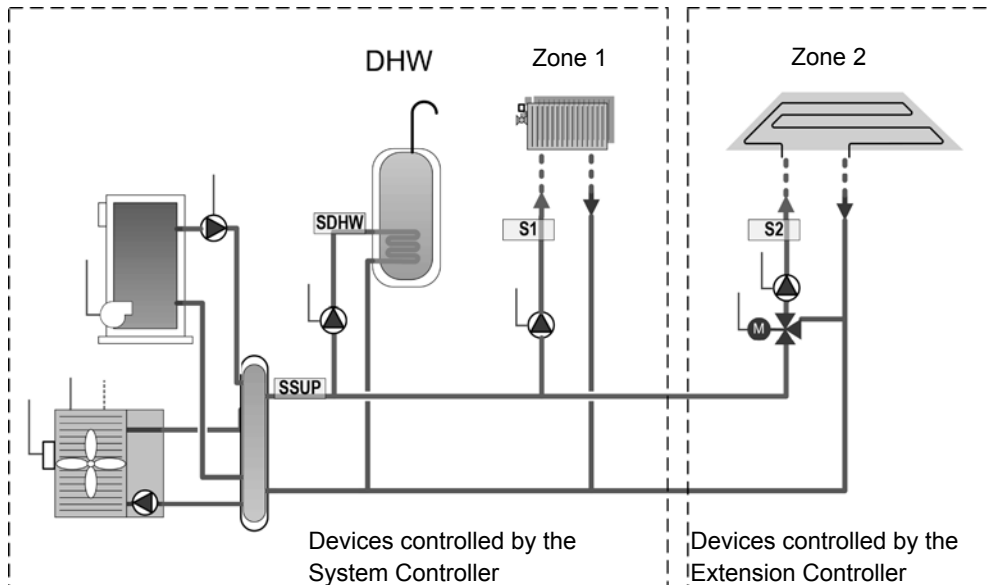 DHW
Zone 1
Zone 2
SDHW
S1
S2
M
SSUP
Devices controlled by the
System Controller
Devices controlled by the
Extension Controller